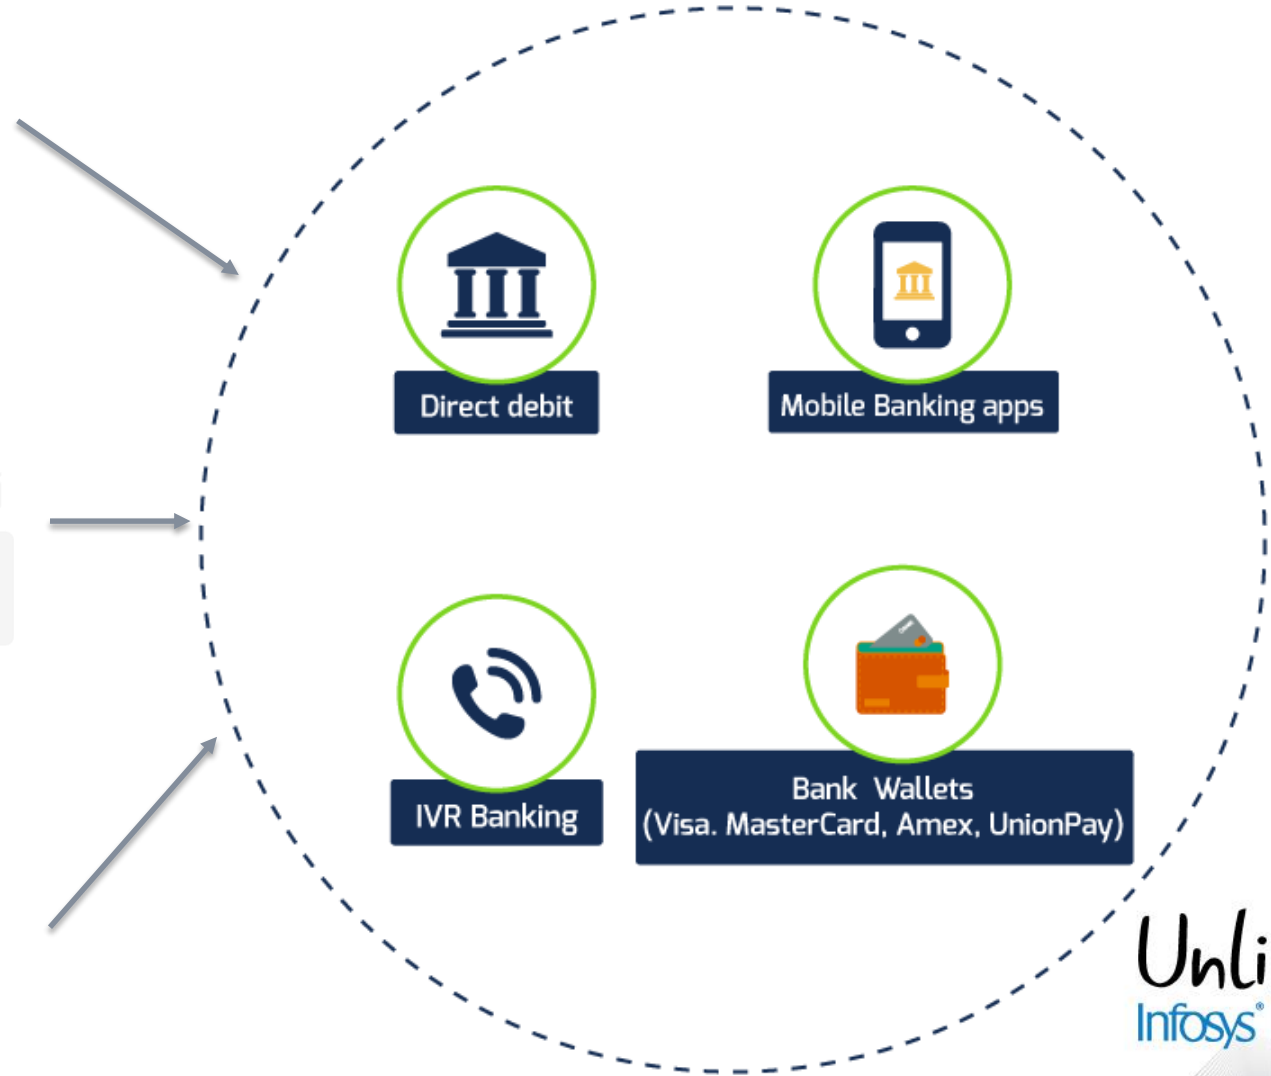 Direct debit
Mobile Banking apps
IVR Banking
Bank Wallets
(Visa. MasterCard, Amex, UnionPay)
Unli
Infosys®